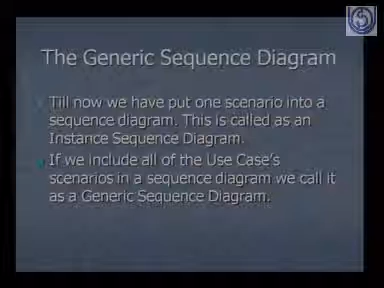 The Generic Sequence Diagram
Till now we have put one scenario into a
sequence diagram. This is called as an
Instance Sequence Diagram.
If we include all of the Use Case's
scenarios in a sequence diagram we call it
as a Generic Sequence Diagram.